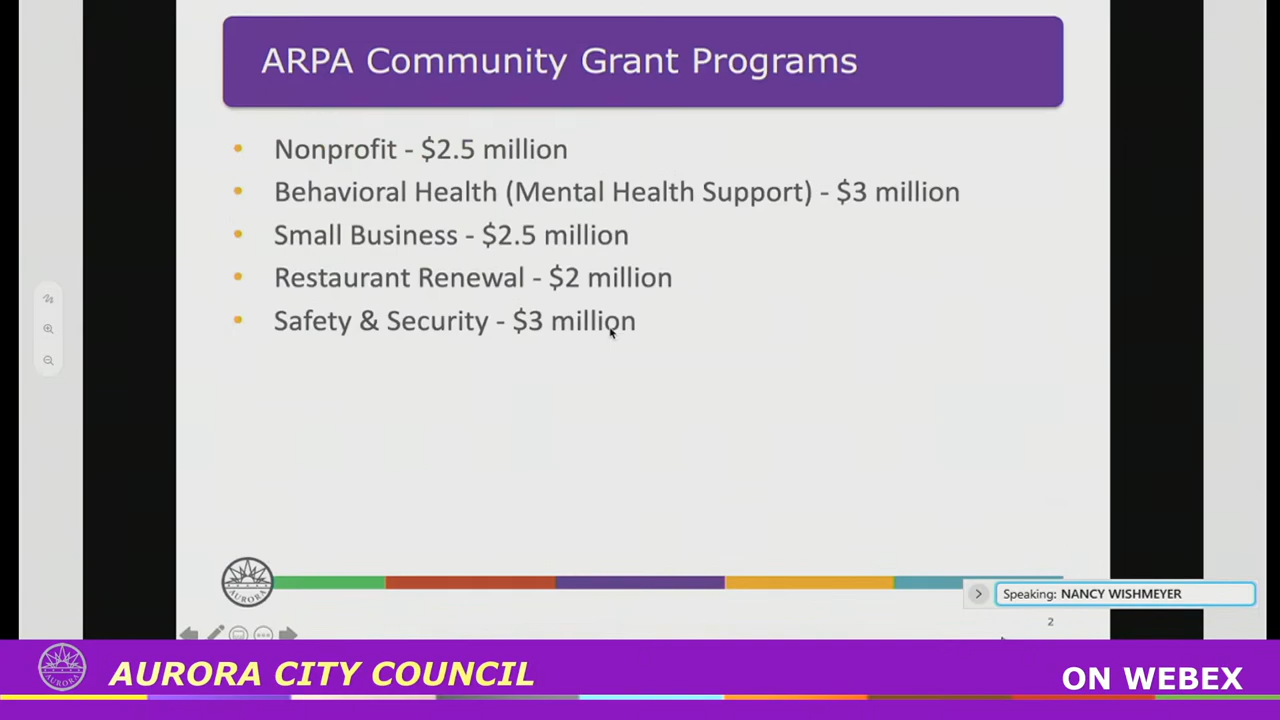 ARPA Community Grant Programs
• Nonprofit - $2.5 million
• Behavioral Health (Mental Health Support) - $3 million
• Small Business - $2.5 million
• Restaurant Renewal - $2 million
• Safety & Security - $3 million
AURORA
Speaking: NANCY WISHMEYER
2
AURORA CITY COUNCIL
ON WEBEX